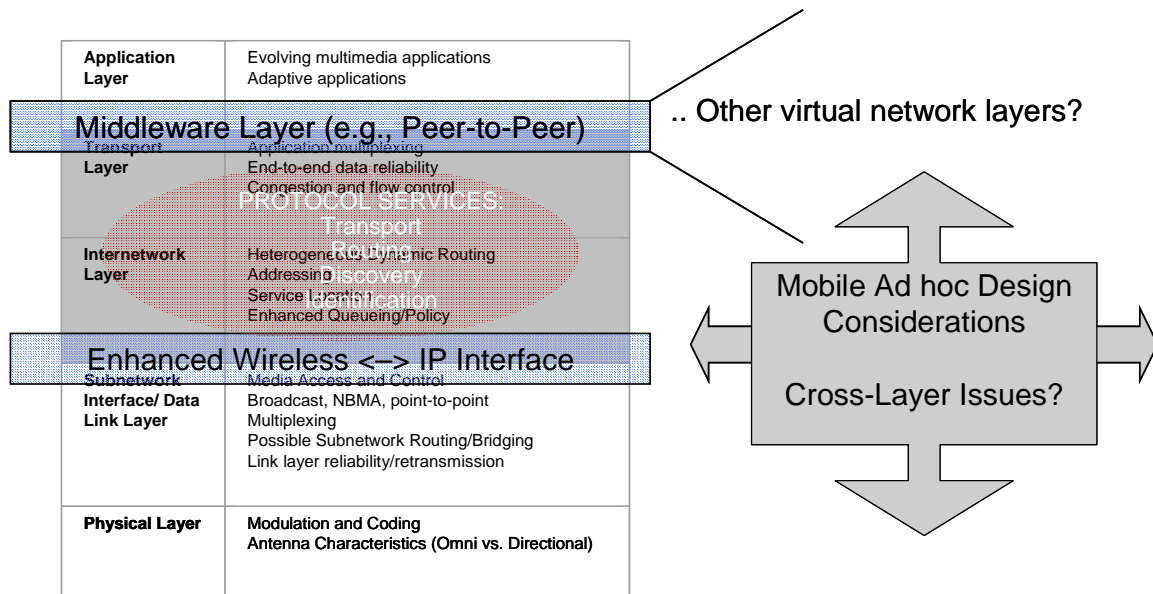 Application
Layer
Evolving multimedia applications
Adaptive applications
Middleware Layer (e.g., Peer-to-Peer)
.. Other virtual network layers?
Transport
Layer
Application multiplexing
End-to-end data reliability
Congestion and flow control
PROTOCOL SERVICES:
Transport
Routing
Discovery
Identification
Internetwork
Layer
Heterogeneous Dynamic Routing
Addressing
Service Location
Enhanced Queueing/Policy
Enhanced Wireless <–> IP Interface
Subnetwork
Interface/ Data
Link Layer
Media Access and Control
Broadcast, NBMA, point-to-point
Multiplexing
Possible Subnetwork Routing/Bridging
Link layer reliability/retransmission
Physical Layer
Modulation and Coding
Antenna Characteristics (Omni vs. Directional)
Mobile Ad hoc Design
Considerations
Cross-Layer Issues?